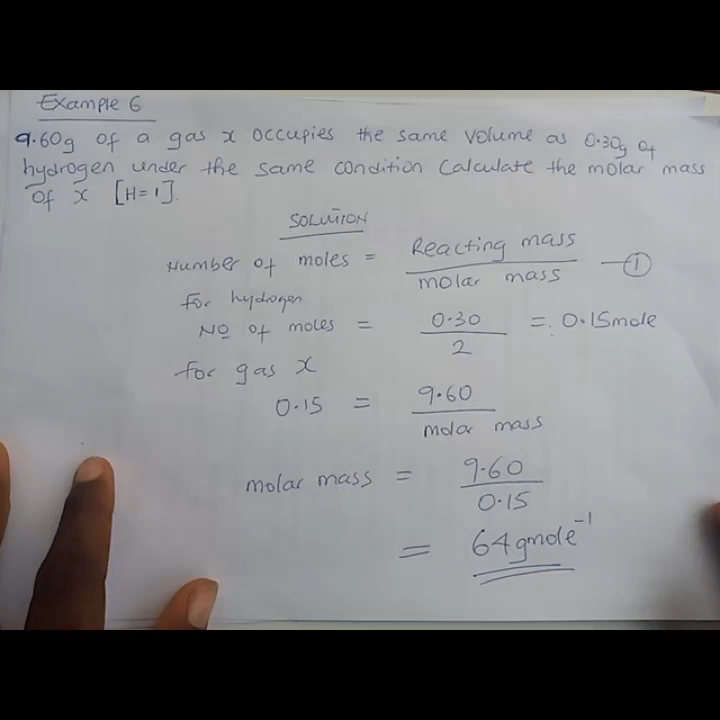 Example 6
9.60g of a gas x occupies the same volume as 0.30g of
hydrogen under the same condition Calculate the molar mass
of x [H=1].
SOLUTION
Number of moles = Reacting mass / molar mass — ①
for hydrogen
No of moles = 0.30 / 2 = 0.15mole
for gas x
0.15 = 9.60 / molar mass
molar mass = 9.60 / 0.15
= 64gmole⁻¹